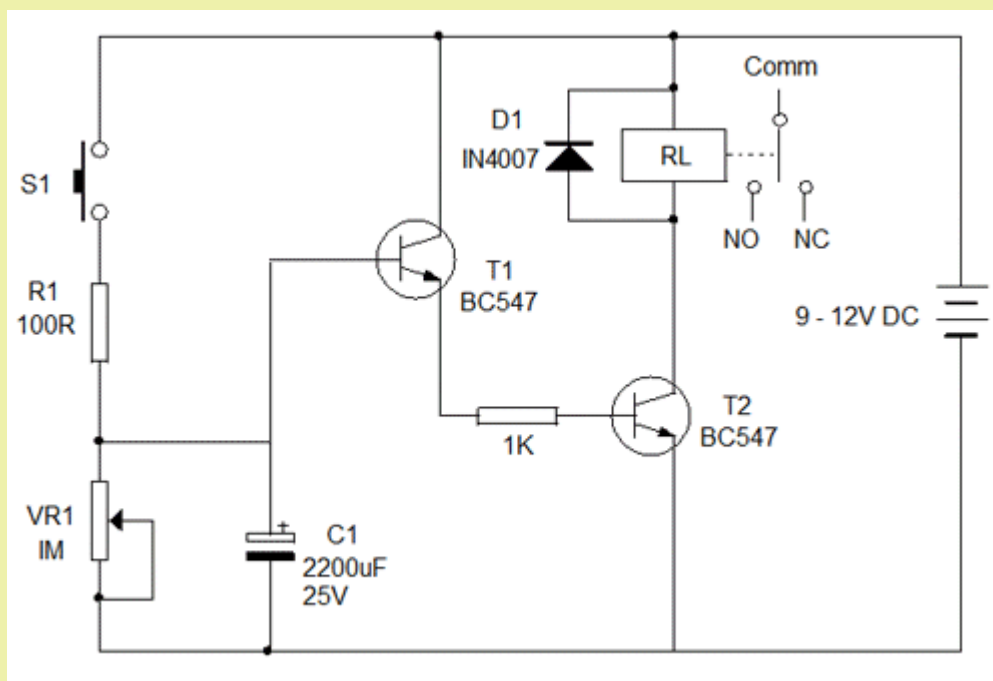 Comm
D1
IN4007
RL
S1
NO
NC
T1
BC547
R1
100R
9 - 12V DC
T2
BC547
1K
VR1
IM
+
C1
2200uF
25V